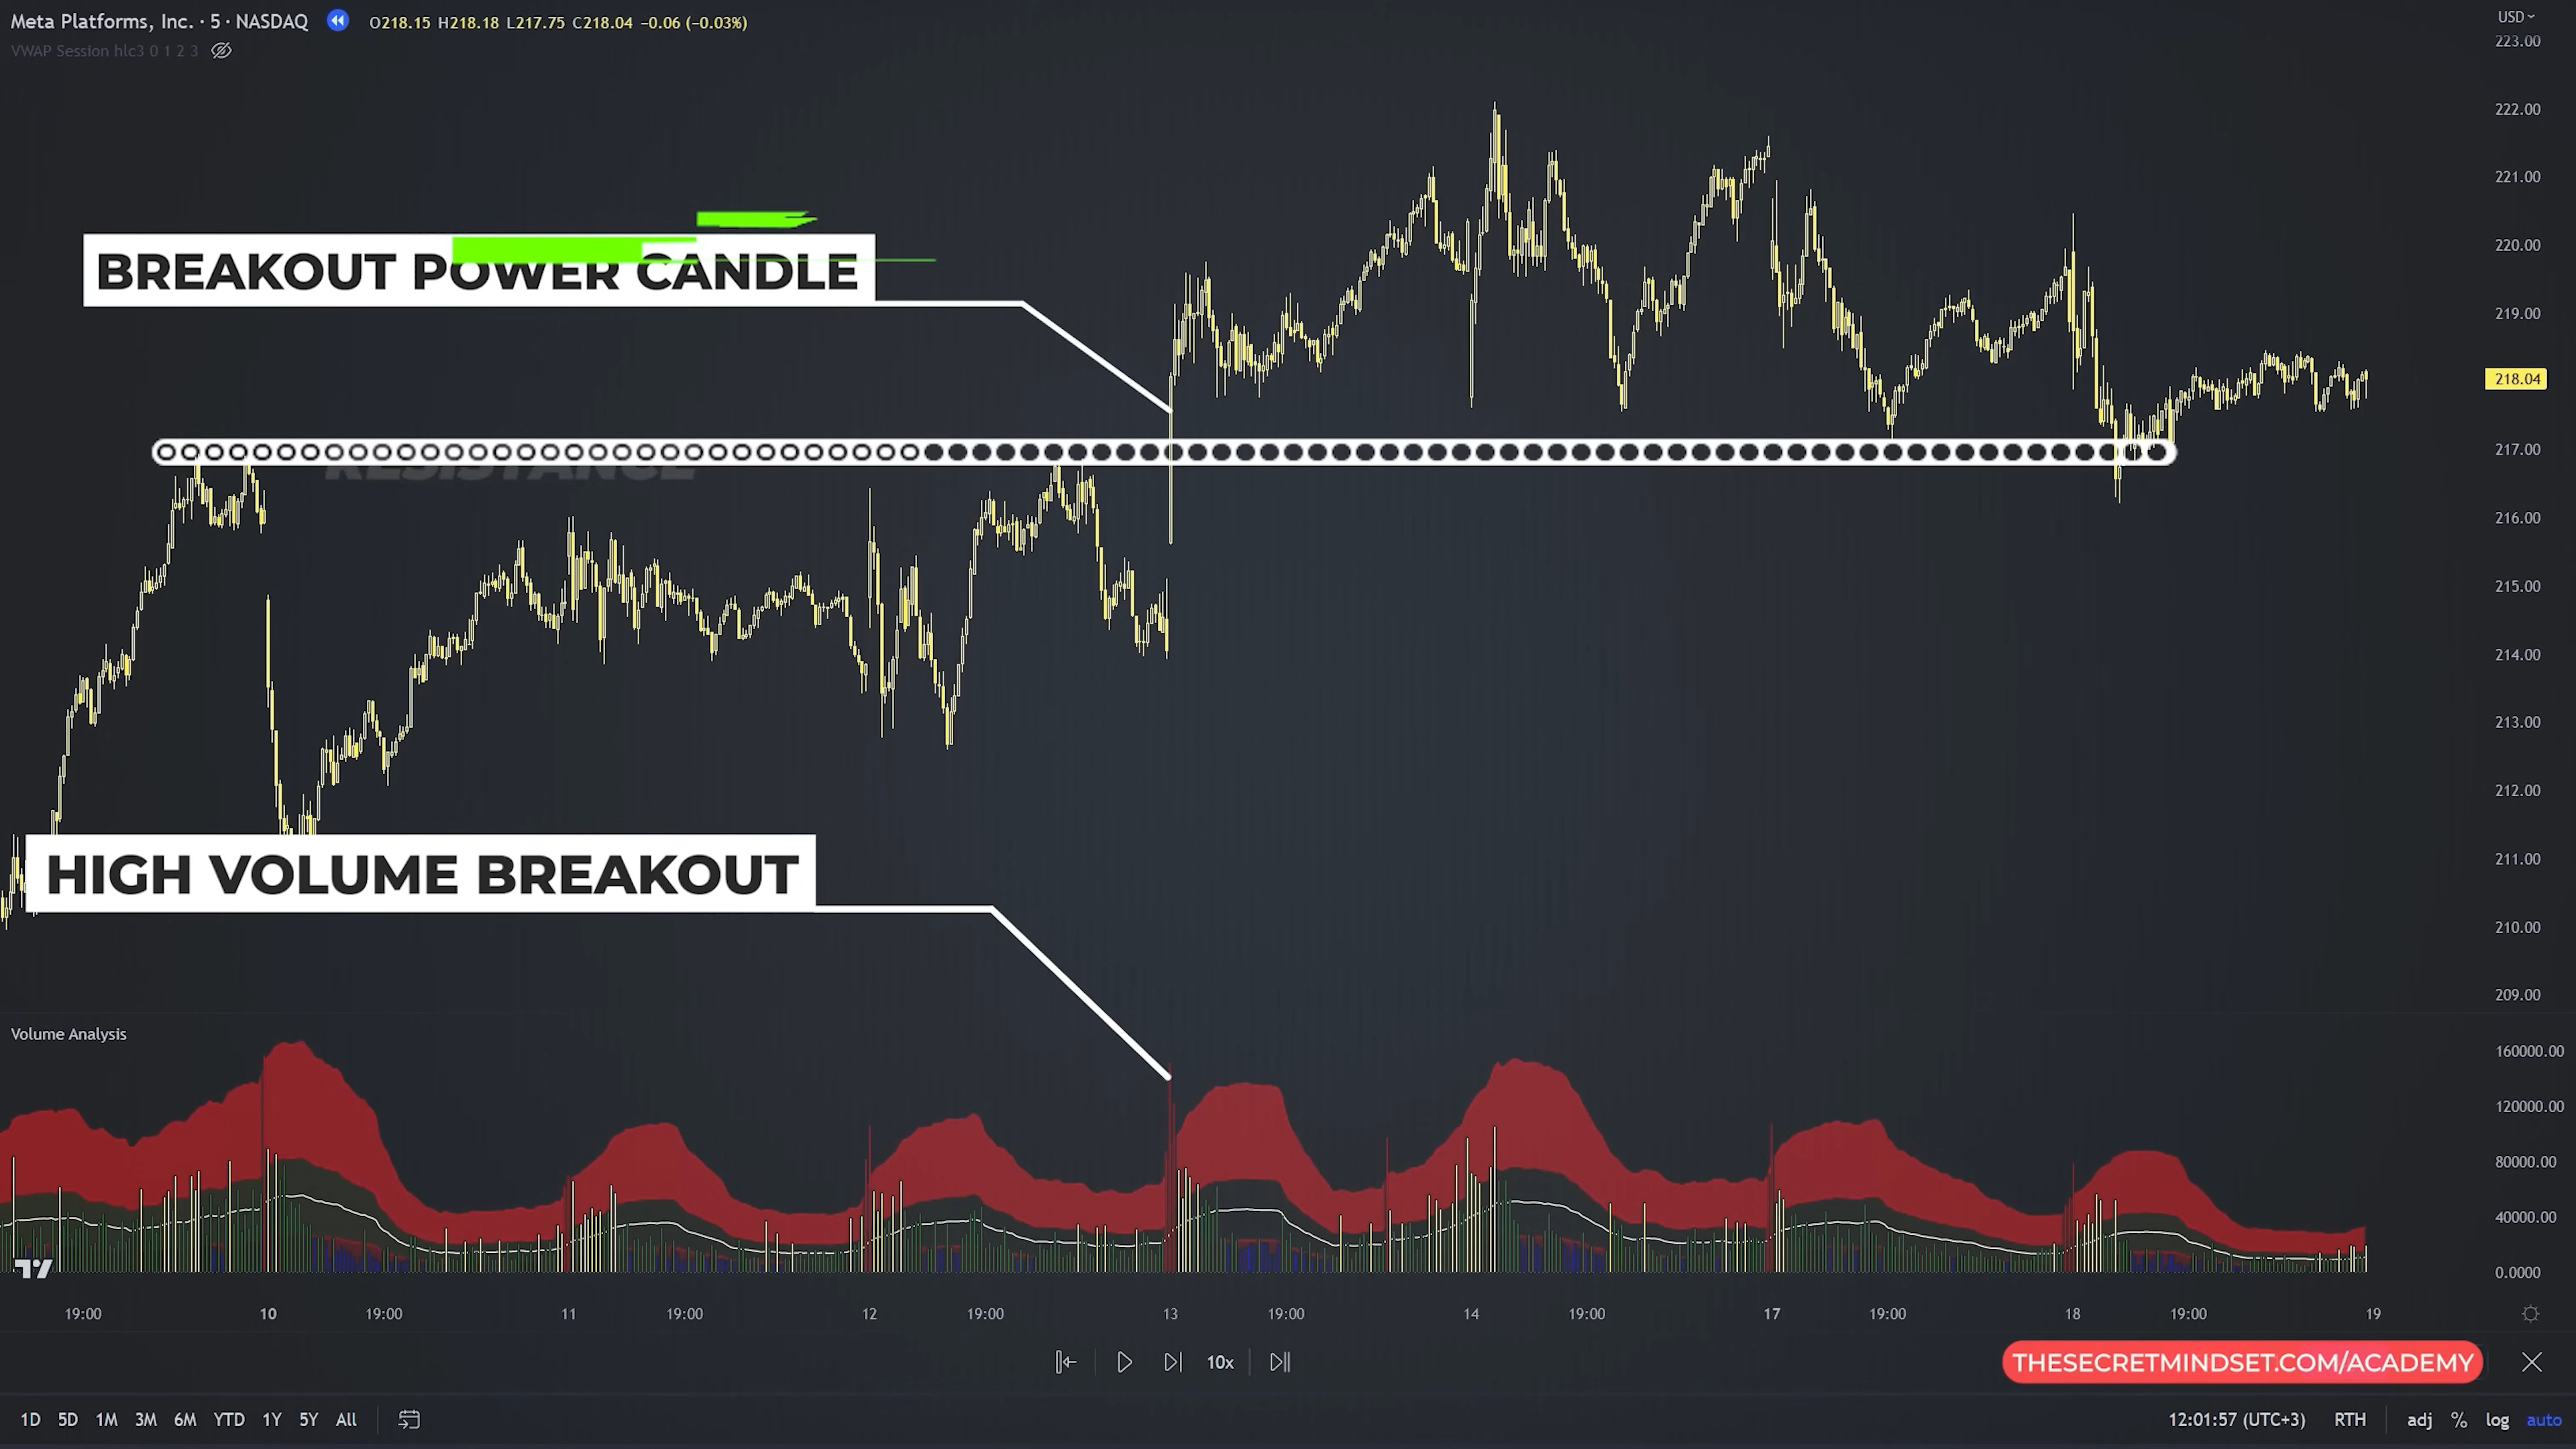 Meta Platforms, Inc. · 5 · NASDAQ O218.15 H218.18 L217.75 C218.04 −0.06 (−0.03%)
VWAP Session hlc3 0 1 2 3
USD
223.00
222.00
221.00
220.00
219.00
218.04
217.00
216.00
215.00
214.00
213.00
212.00
211.00
210.00
209.00
BREAKOUT POWER CANDLE
RESISTANCE
HIGH VOLUME BREAKOUT
Volume Analysis
160000.00
120000.00
80000.00
40000.00
0.0000
19:00 10 19:00 11 19:00 12 19:00 13 19:00 14 19:00 17 19:00 18 19:00 19
10x
THESECRETMINDSET.COM/ACADEMY
1D 5D 1M 3M 6M YTD 1Y 5Y All
12:01:57 (UTC+3) RTH adj % log auto